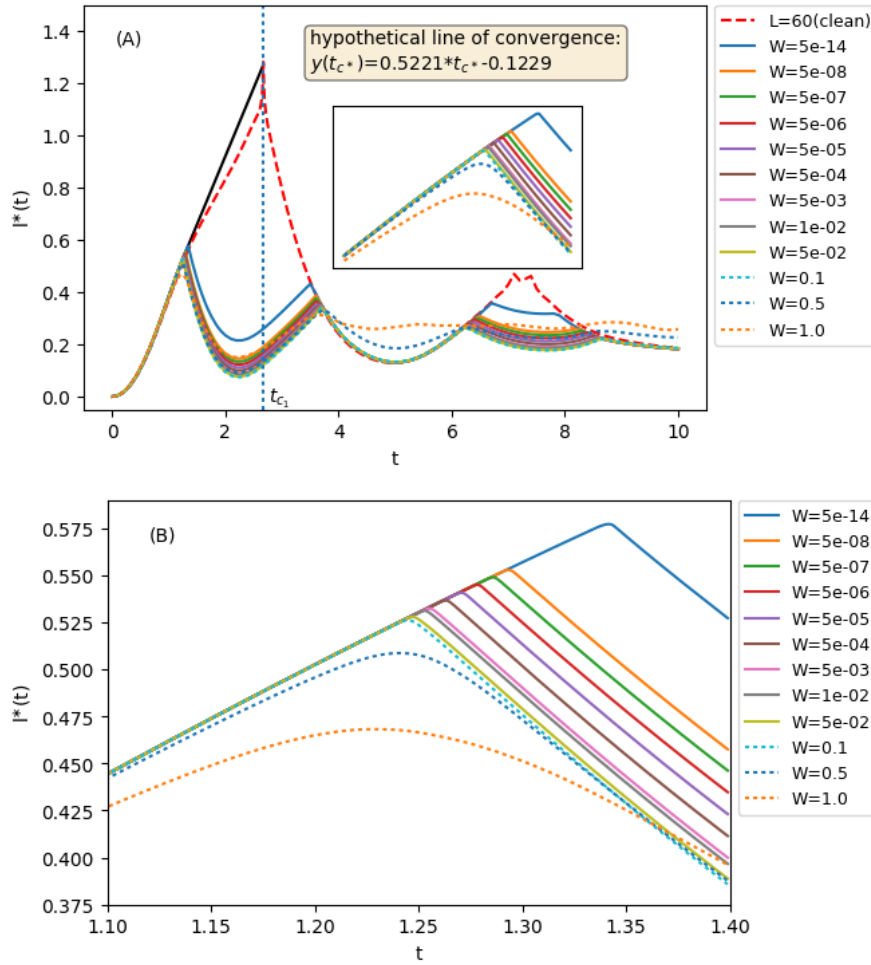 (A)
hypothetical line of convergence:
y(t_{c*})=0.5221*t_{c*}-0.1229
L=60(clean)
W=5e-14
W=5e-08
W=5e-07
W=5e-06
W=5e-05
W=5e-04
W=5e-03
W=1e-02
W=5e-02
W=0.1
W=0.5
W=1.0
I*(t)
1.4
1.2
1.0
0.8
0.6
0.4
0.2
0.0
t_{c_1}
0 2 4 6 8 10
t
(B)
W=5e-14
W=5e-08
W=5e-07
W=5e-06
W=5e-05
W=5e-04
W=5e-03
W=1e-02
W=5e-02
W=0.1
W=0.5
W=1.0
I*(t)
0.575
0.550
0.525
0.500
0.475
0.450
0.425
0.400
0.375
1.10 1.15 1.20 1.25 1.30 1.35 1.40
t